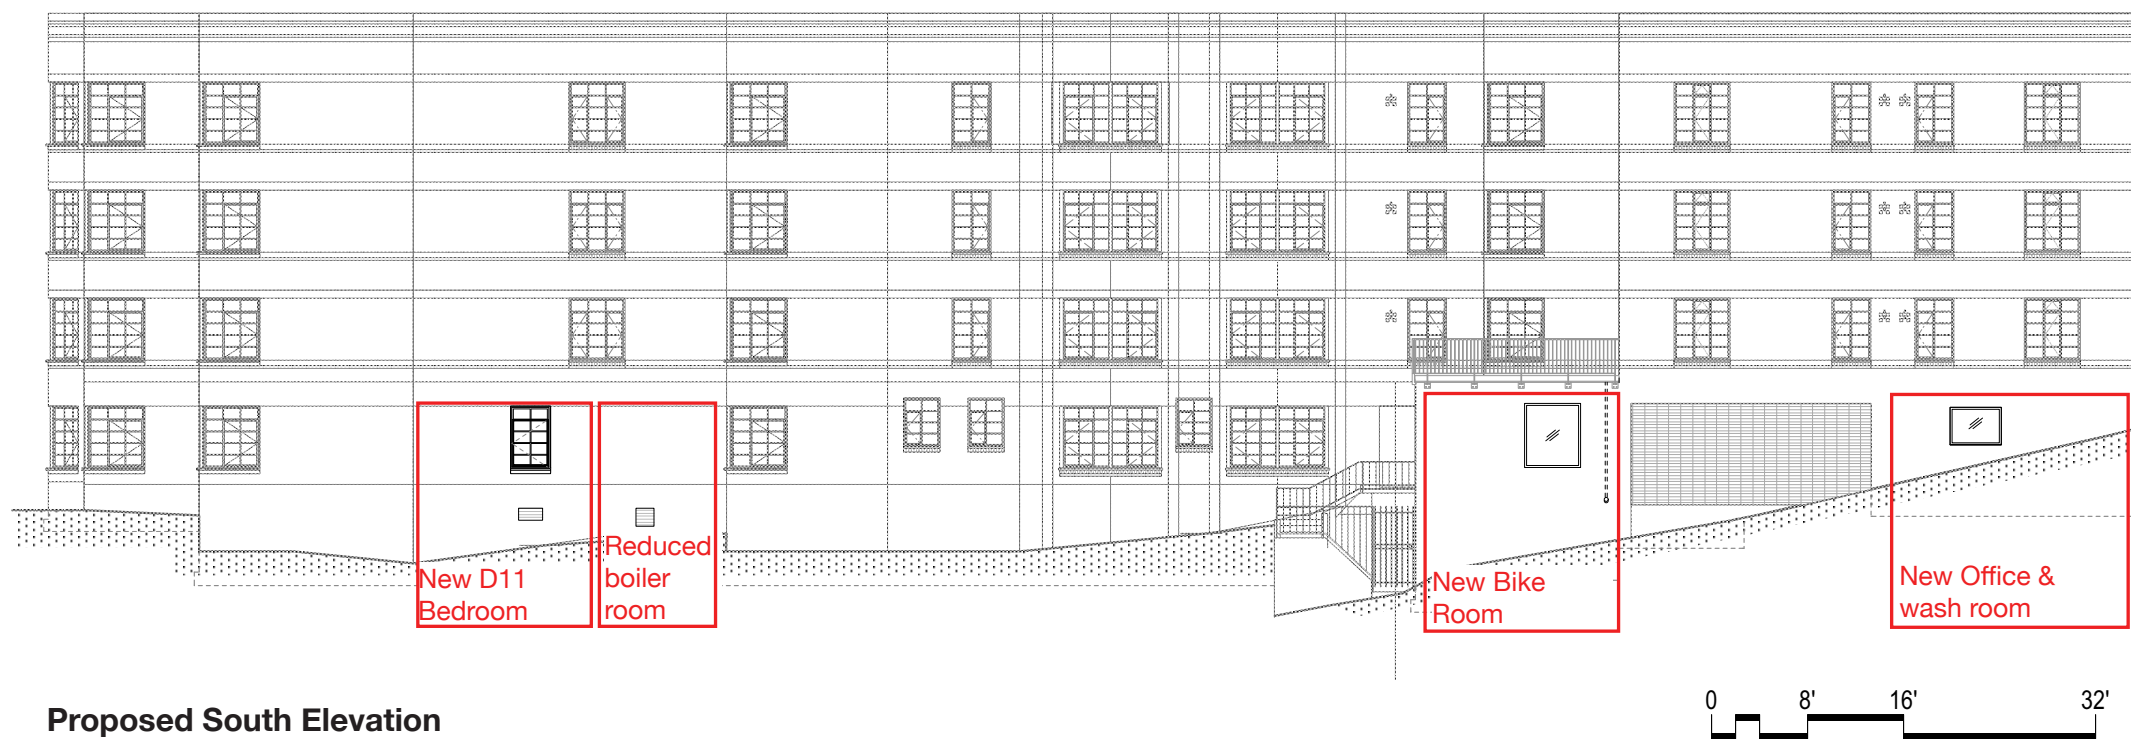 New D11
Bedroom
Reduced
boiler
room
New Bike
Room
New Office &
wash room
Proposed South Elevation
0 8' 16' 32'